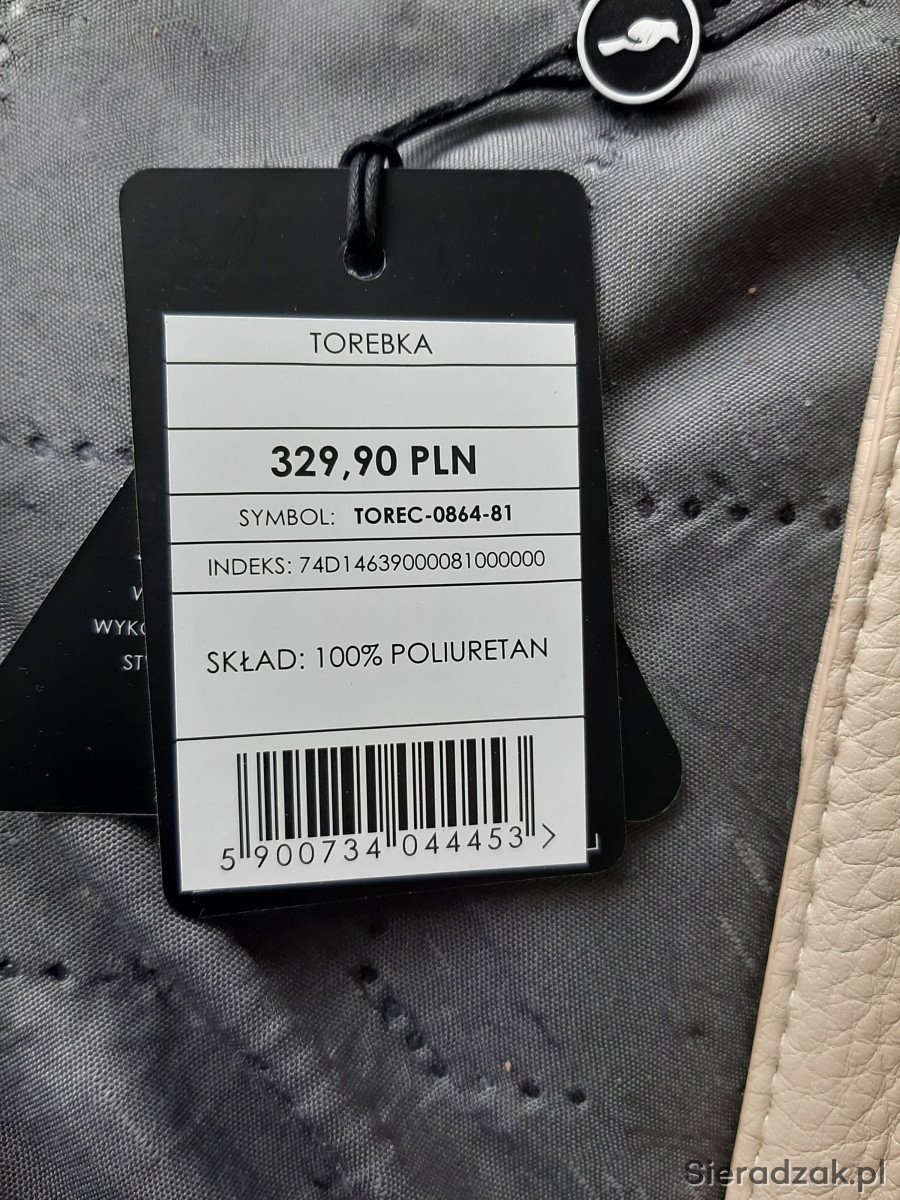 TOREBKA
329,90 PLN
SYMBOL: TOREC-0864-81
INDEKS: 74D14639000081000000
SKŁAD: 100% POLIURETAN
5 900734 044453 >
Sieradzak.pl